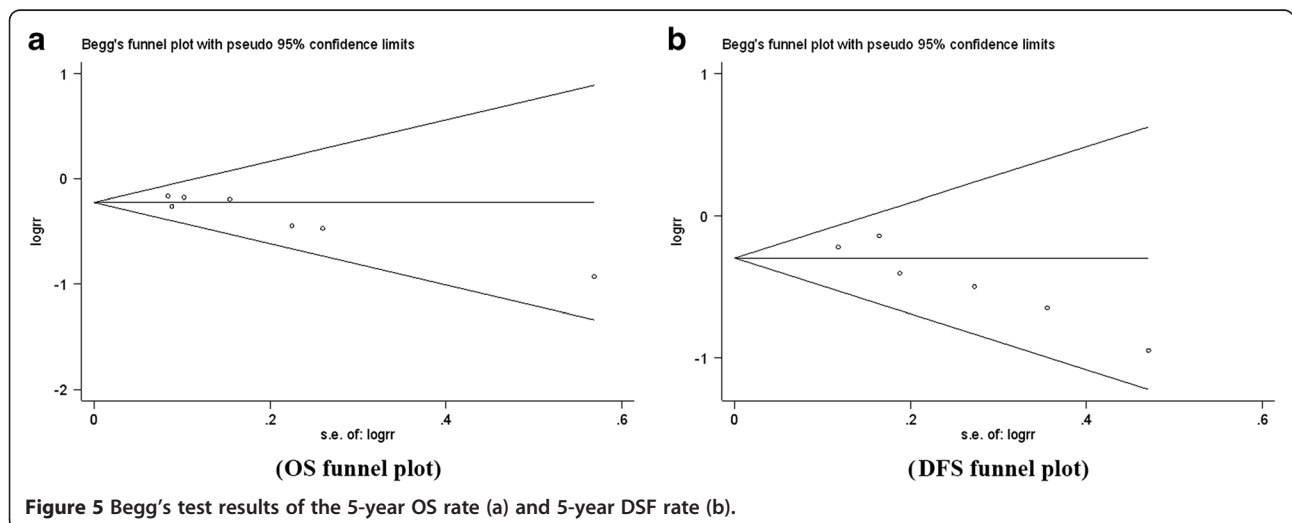 a
Begg's funnel plot with pseudo 95% confidence limits
logrr
1
0
-1
-2
0
.2
.4
.6
s.e. of: logrr
(OS funnel plot)
b
Begg's funnel plot with pseudo 95% confidence limits
logrr
1
0
-1
0
.2
.4
.6
s.e. of: logrr
(DFS funnel plot)
Figure 5 Begg's test results of the 5-year OS rate (a) and 5-year DSF rate (b).